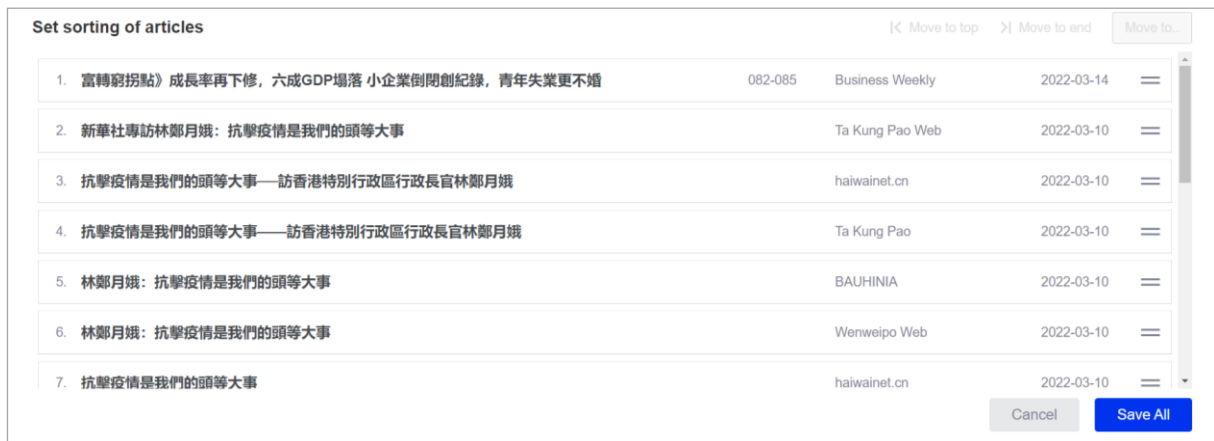 Set sorting of articles Move to top Move to end Move to...
1. 富轉窮拐點》成長率再下修，六成GDP塌落 小企業倒閉創紀錄，青年失業更不婚 082-085 Business Weekly 2022-03-14
2. 新華社專訪林鄭月娥：抗擊疫情是我們的頭等大事 Ta Kung Pao Web 2022-03-10
3. 抗擊疫情是我們的頭等大事──訪香港特別行政區行政長官林鄭月娥 haiwainet.cn 2022-03-10
4. 抗擊疫情是我們的頭等大事——訪香港特別行政區行政長官林鄭月娥 Ta Kung Pao 2022-03-10
5. 林鄭月娥：抗擊疫情是我們的頭等大事 BAUHINIA 2022-03-10
6. 林鄭月娥：抗擊疫情是我們的頭等大事 Wenweipo Web 2022-03-10
7. 抗擊疫情是我們的頭等大事 haiwainet.cn 2022-03-10
Cancel Save All